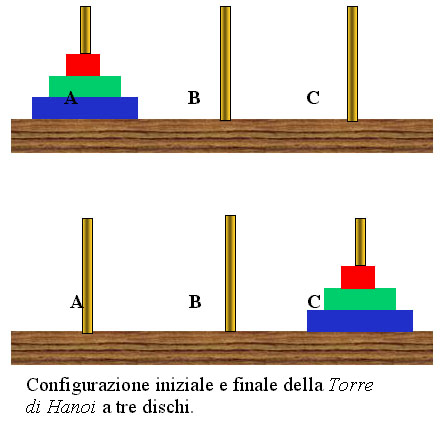 A B C
A B C
Configurazione iniziale e finale della Torre
di Hanoi a tre dischi.